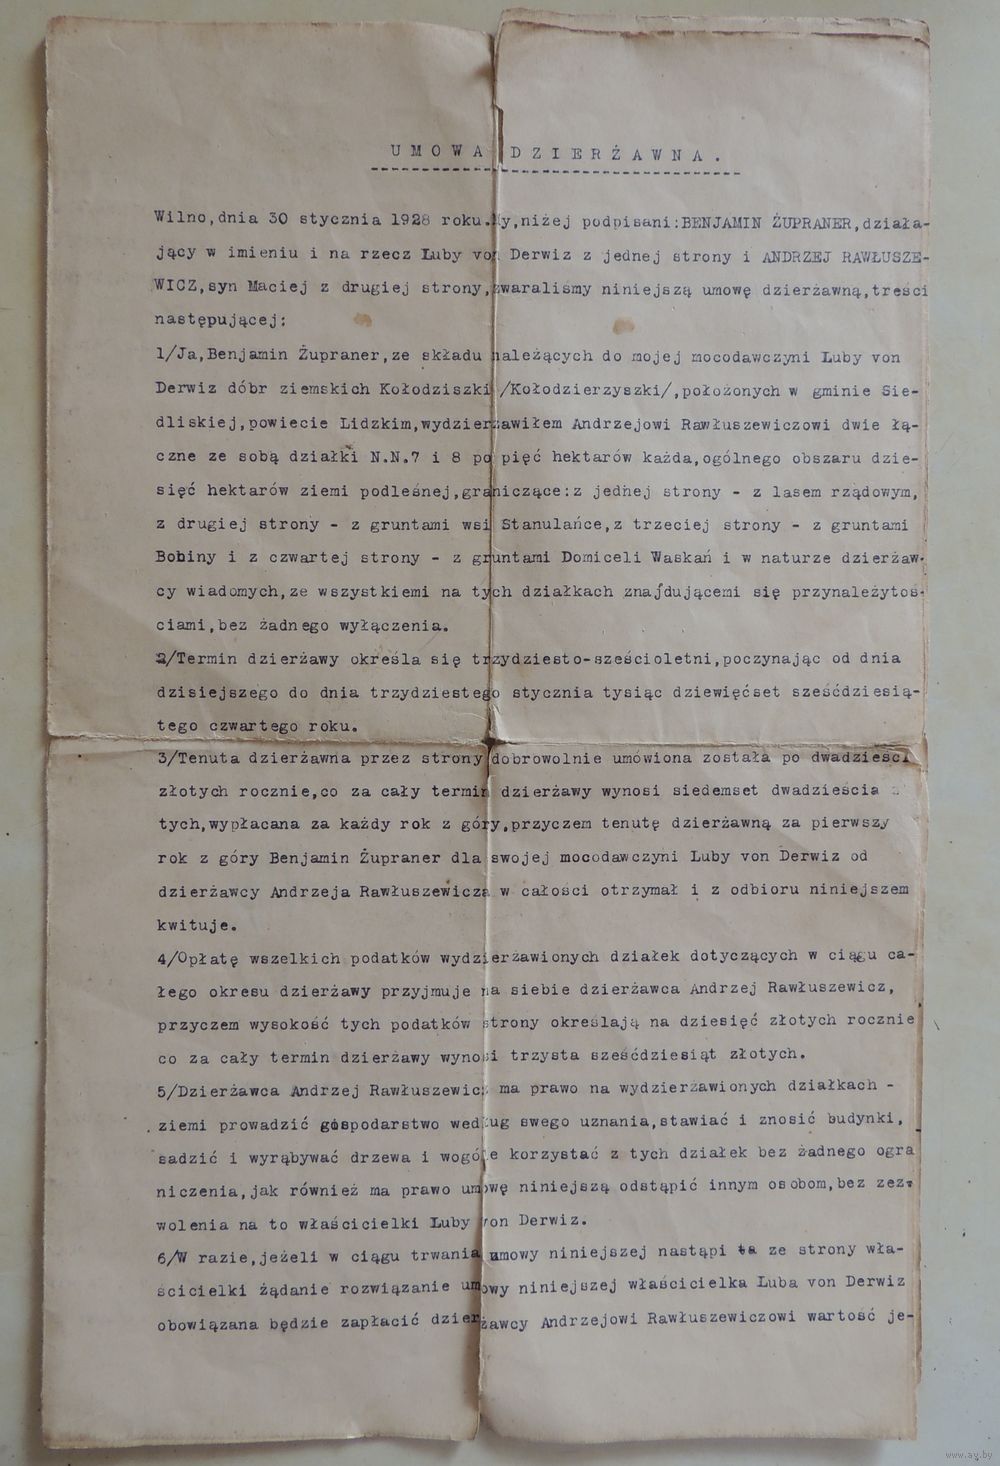 UMOWA DZIERŻAWNA.
Wilno,dnia 30 stycznia 1928 roku.My,niżej podpisani:BENJAMIN ŻUPRANER,działa-
jący w imieniu i na rzecz Luby von Derwiz z jednej strony i ANDRZEJ RAWŁUSZE-
WICZ,syn Maciej z drugiej strony,zwaraliśmy niniejszą umowę dzierżawną,treści
następującej:
1/Ja,Benjamin Żupraner,ze składu należących do mojej mocodawczyni Luby von
Derwiz dóbr ziemskich Kołodziszki /Kołodzierzyszki/,położonych w gminie Sie-
dliskiej,powiecie Lidzkim,wydzierżawiłem Andrzejowi Rawłuszewiczowi dwie łą-
czne ze sobą działki N.N.7 i 8 po pięć hektarów każda,ogólnego obszaru dzie-
sięć hektarów ziemi podleśnej,graniczące:z jednej strony - z lasem rządowym,
z drugiej strony - z gruntami wsi Stanulańce,z trzeciej strony - z gruntami
Bobiny i z czwartej strony - z gruntami Domiceli Waskań i w naturze dzierżaw-
cy wiadomych,ze wszystkiemi na tych działkach znajdującemi się przynależytoś-
ciami,bez żadnego wyłączenia.
2/Termin dzierżawy określa się trzydziesto-sześcioletni,poczynając od dnia
dzisiejszego do dnia trzydziestego stycznia tysiąc dziewięćset sześćdziesią-
tego czwartego roku.
3/Tenuta dzierżawna przez strony dobrowolnie umówiona została po dwadzieści
złotych rocznie,co za cały termin dzierżawy wynosi siedemset dwadzieścia
tych,wypłacana za każdy rok z góry,przyczem tenutę dzierżawną za pierwszy
rok z góry Benjamin Żupraner dla swojej mocodawczyni Luby von Derwiz od
dzierżawcy Andrzeja Rawłuszewicza w całości otrzymał i z odbioru niniejszem
kwituje.
4/Opłatę wszelkich podatków wydzierżawionych działek dotyczących w ciągu ca-
łego okresu dzierżawy przyjmuje na siebie dzierżawca Andrzej Rawłuszewicz,
przyczem wysokość tych podatków strony określają na dziesięć złotych rocznie
co za cały termin dzierżawy wynosi trzysta sześćdziesiąt złotych.
5/Dzierżawca Andrzej Rawłuszewicz ma prawo na wydzierżawionych działkach -
ziemi prowadzić gospodarstwo według swego uznania,stawiać i znosić budynki,
sadzić i wyrąbywać drzewa i wogóle korzystać z tych działek bez żadnego ogra
niczenia,jak również ma prawo umowę niniejszą odstąpić innym osobom,bez zez-
wolenia na to właścicielki Luby von Derwiz.
6/W razie,jeżeli w ciągu trwania umowy niniejszej nastąpi ze strony wła-
ścicielki żądanie rozwiązanie umowy niniejszej właścicielka Luba von Derwiz
obowiązana będzie zapłacić dzierżawcy Andrzejowi Rawłuszewiczowi wartość je-
www.ay.by